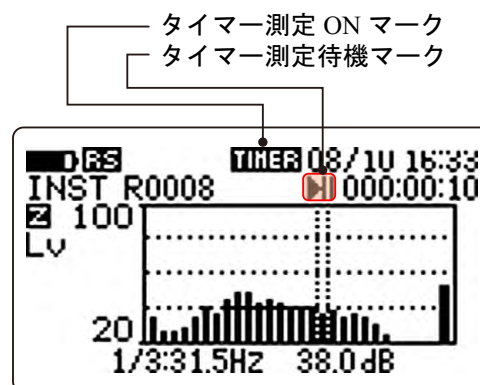 タイマー測定 ON マーク
タイマー測定待機マーク
RS TIMER 08/10 16:33
INST R0008 000:00:10
Z 100
Lv
20
1/3:31.5Hz 38.0dB